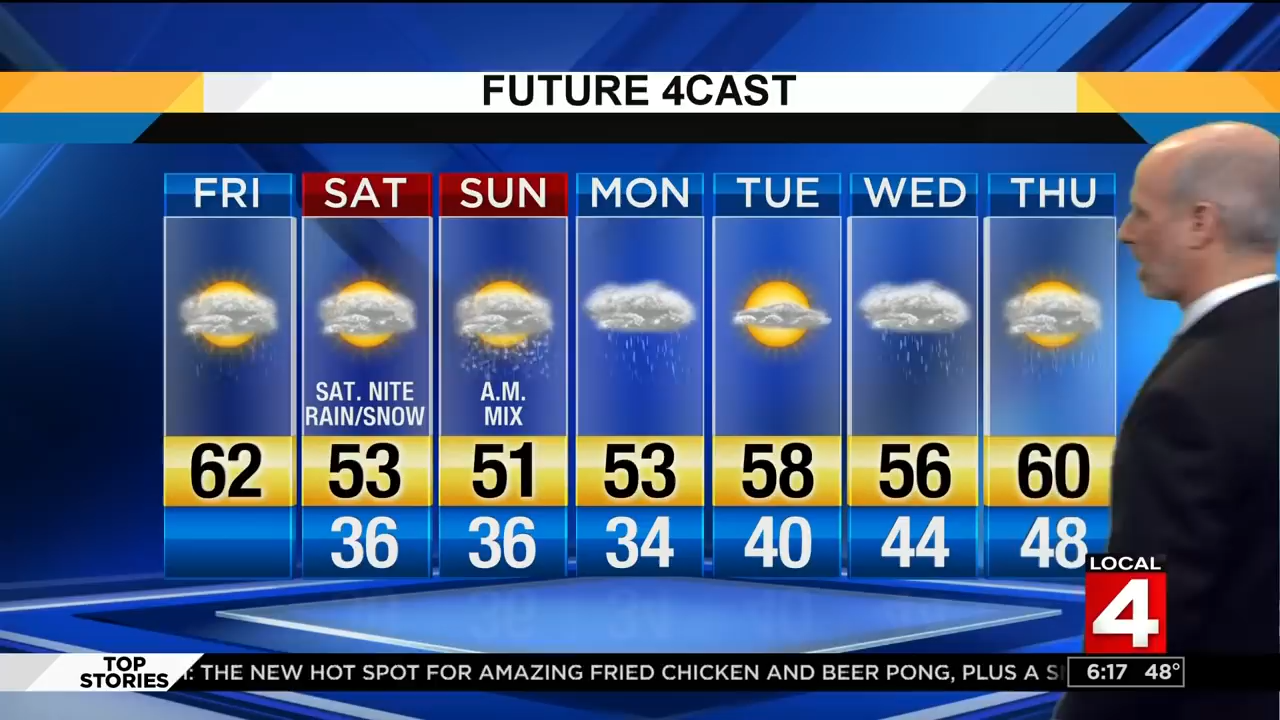 FUTURE 4CAST
FRI SAT SUN MON TUE WED THU
SAT. NITE
RAIN/SNOW
A.M.
MIX
62 53 51 53 58 56 60
36 36 34 40 44 48
LOCAL
4
TOP
STORIES
: THE NEW HOT SPOT FOR AMAZING FRIED CHICKEN AND BEER PONG, PLUS A
6:17 48°